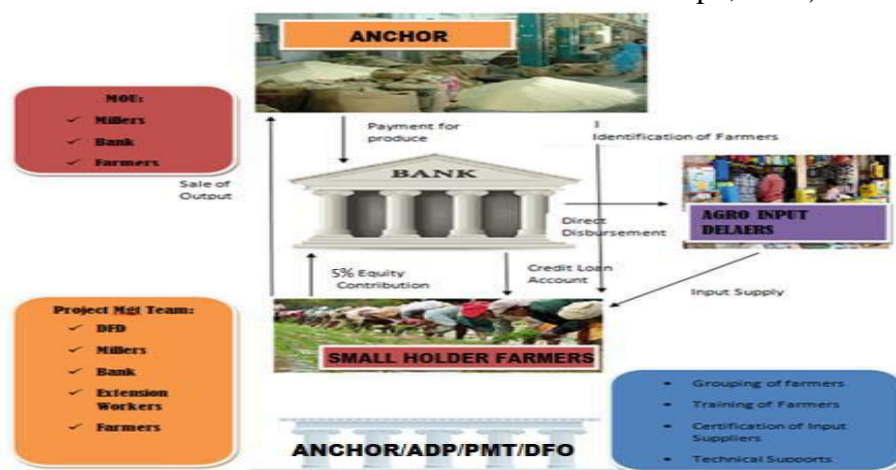 ANCHOR
MOU:
Millers
Bank
Farmers
Payment for
produce
Identification of Farmers
Sale of
Output
BANK
AGRO INPUT
DELAERS
Direct
Disbursement
5% Equity
Contribution
Credit Loan
Account
Input Supply
Project Mgt Team:
DFD
Millers
Bank
Extension
Workers
Farmers
SMALL HOLDER FARMERS
Grouping of farmers
Training of Farmers
Certification of Input
Suppliers
Technical Supports
ANCHOR/ADP/PMT/DFO